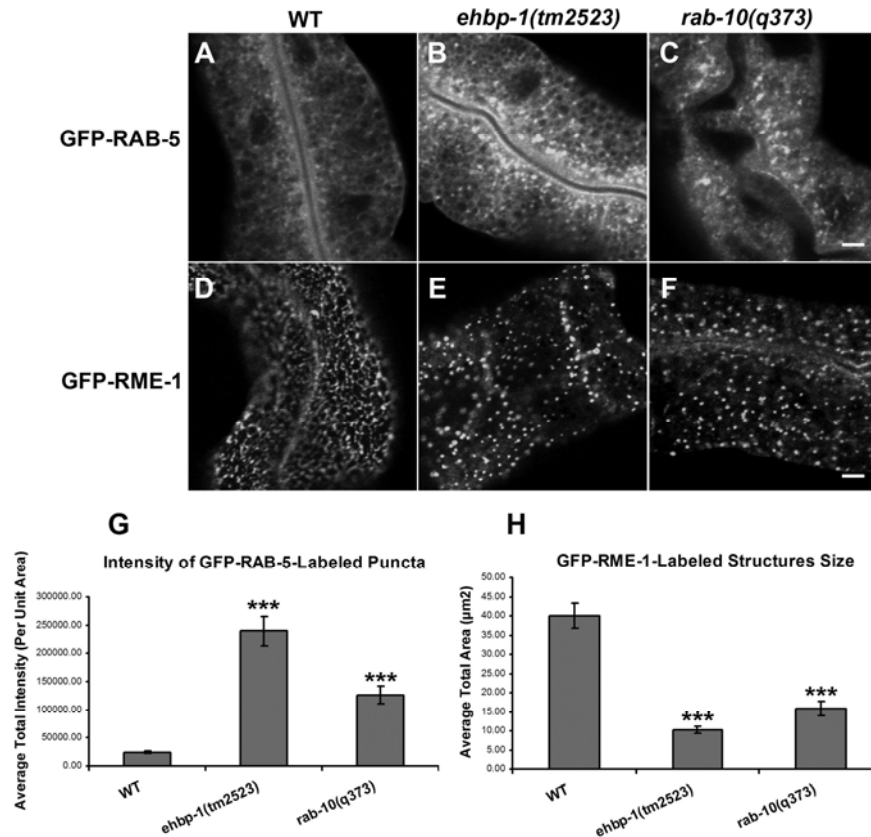 WT ehbp-1(tm2523) rab-10(q373)
A B C
GFP-RAB-5
D E F
GFP-RME-1
G H
Intensity of GFP-RAB-5-Labeled Puncta
GFP-RME-1-Labeled Structures Size
Average Total Intensity (Per Unit Area)
300000.00
250000.00
200000.00
150000.00
100000.00
50000.00
0.00
***
***
WT
ehbp-1(tm2523)
rab-10(q373)
Average Total Area (µm2)
50.00
45.00
40.00
35.00
30.00
25.00
20.00
15.00
10.00
5.00
0.00
***
***
WT
ehbp-1(tm2523)
rab-10(q373)